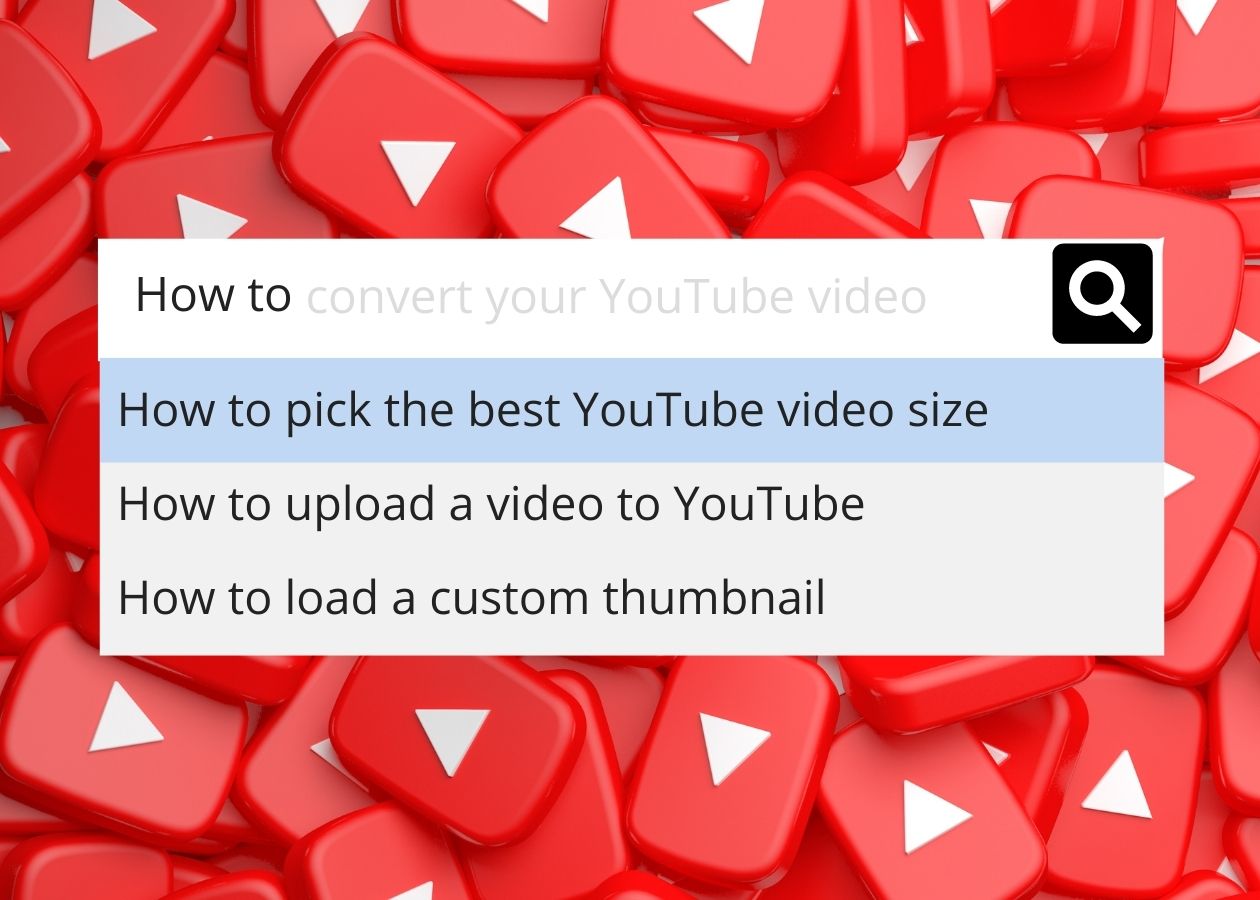 How to convert your YouTube video
How to pick the best YouTube video size
How to upload a video to YouTube
How to load a custom thumbnail